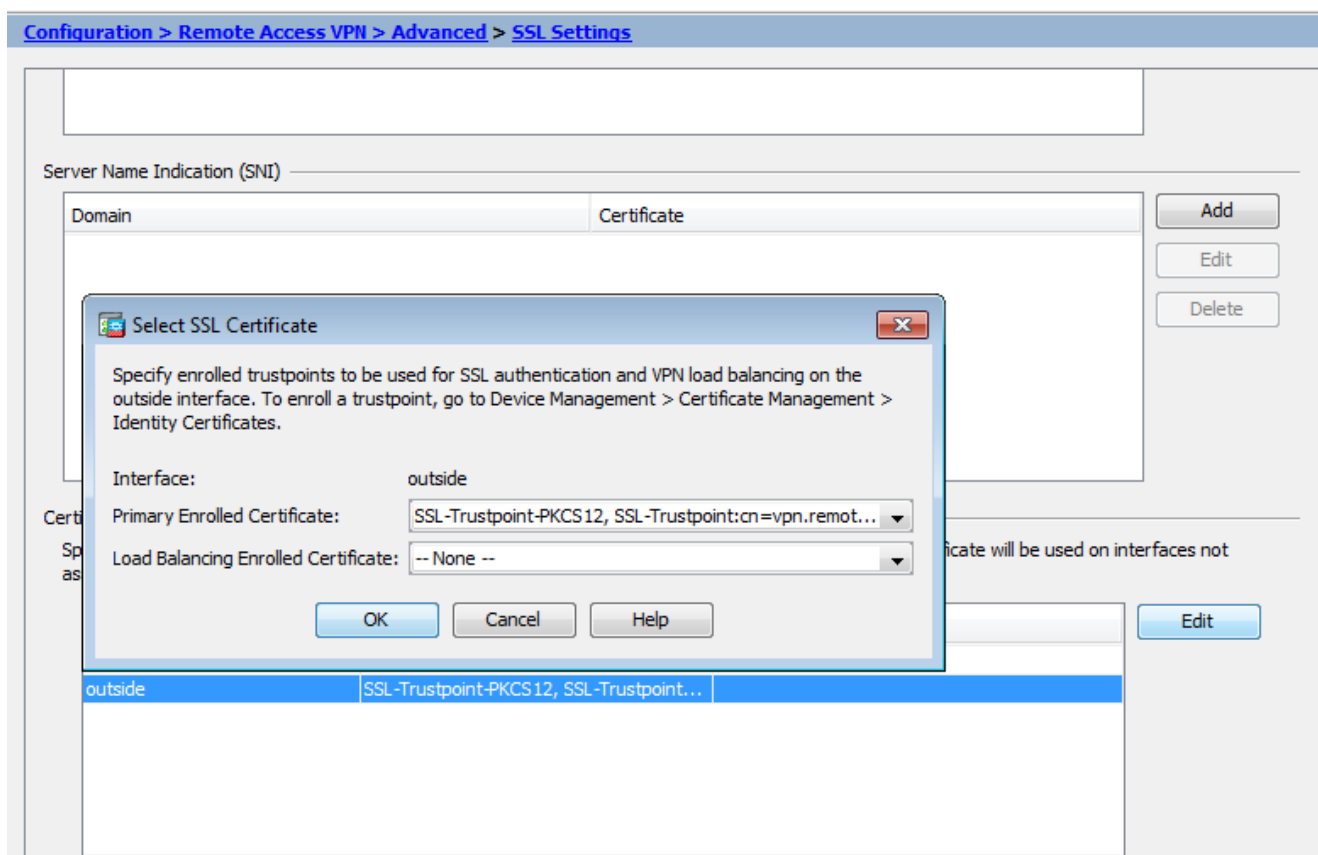 Configuration > Remote Access VPN > Advanced > SSL Settings
Server Name Indication (SNI)
Domain Certificate
Add
Edit
Delete
Select SSL Certificate
Specify enrolled trustpoints to be used for SSL authentication and VPN load balancing on the
outside interface. To enroll a trustpoint, go to Device Management > Certificate Management >
Identity Certificates.
Interface: outside
Primary Enrolled Certificate: SSL-Trustpoint-PKCS12, SSL-Trustpoint:cn=vpn.remot...
Load Balancing Enrolled Certificate: -- None --
OK Cancel Help
Certi
Sp icate will be used on interfaces not
as
Edit
outside SSL-Trustpoint-PKCS12, SSL-Trustpoint...